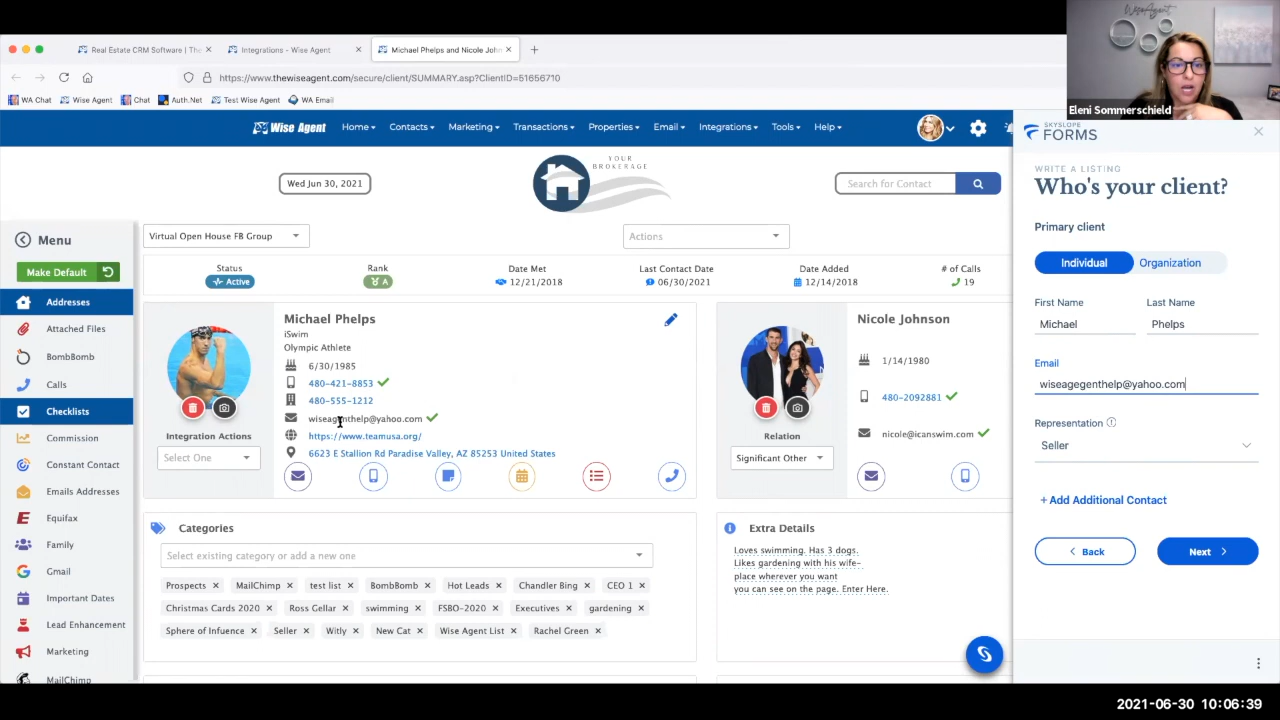 Real Estate CRM Software | The
Integrations - Wise Agent
Michael Phelps and Nicole John
https://www.thewiseagent.com/secure/client/SUMMARY.asp?ClientID=51656710
WA Chat
Wise Agent
Chat
Auth.Net
Test Wise Agent
WA Email
WiseAgent
Eleni Sommerschield
Wise Agent
Home
Contacts
Marketing
Transactions
Properties
Email
Integrations
Tools
Help
Wed Jun 30, 2021
YOUR
BROKERAGE
Search for Contact
Menu
Make Default
Addresses
Attached Files
BombBomb
Calls
Checklists
Commission
Constant Contact
Emails Addresses
Equifax
Family
Gmail
Important Dates
Lead Enhancement
Marketing
MailChimp
Virtual Open House FB Group
Actions
Status
Active
Rank
A
Date Met
12/21/2018
Last Contact Date
06/30/2021
Date Added
12/14/2018
# of Calls
19
Michael Phelps
iSwim
Olympic Athlete
6/30/1985
480-421-8853
480-555-1212
wiseagenthelp@yahoo.com
https://www.teamusa.org/
6623 E Stallion Rd Paradise Valley, AZ 85253 United States
Integration Actions
Select One
Nicole Johnson
1/14/1980
480-2092881
nicole@icanswim.com
Relation
Significant Other
Categories
Select existing category or add a new one
Prospects × MailChimp × test list × BombBomb × Hot Leads × Chandler Bing × CEO 1 ×
Christmas Cards 2020 × Ross Gellar × swimming × FSBO-2020 × Executives × gardening ×
Sphere of Infuence × Seller × Witly × New Cat × Wise Agent List × Rachel Green ×
Extra Details
Loves swimming. Has 3 dogs.
Likes gardening with his wife-
place wherever you want
you can see on the page. Enter Here.
SKYSLOPE
FORMS
WRITE A LISTING
Who's your client?
Primary client
Individual
Organization
First Name
Last Name
Michael
Phelps
Email
wiseagegenthelp@yahoo.com
Representation
Seller
+ Add Additional Contact
Back
Next
2021-06-30 10:06:39